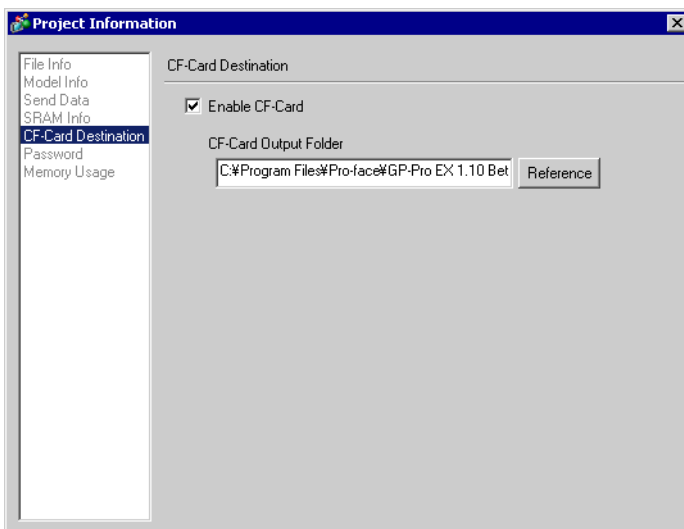 Project Information
File Info
Model Info
Send Data
SRAM Info
CF-Card Destination
Password
Memory Usage
CF-Card Destination
Enable CF-Card
CF-Card Output Folder
C:¥Program Files¥Pro-face¥GP-Pro EX 1.10 Bet
Reference